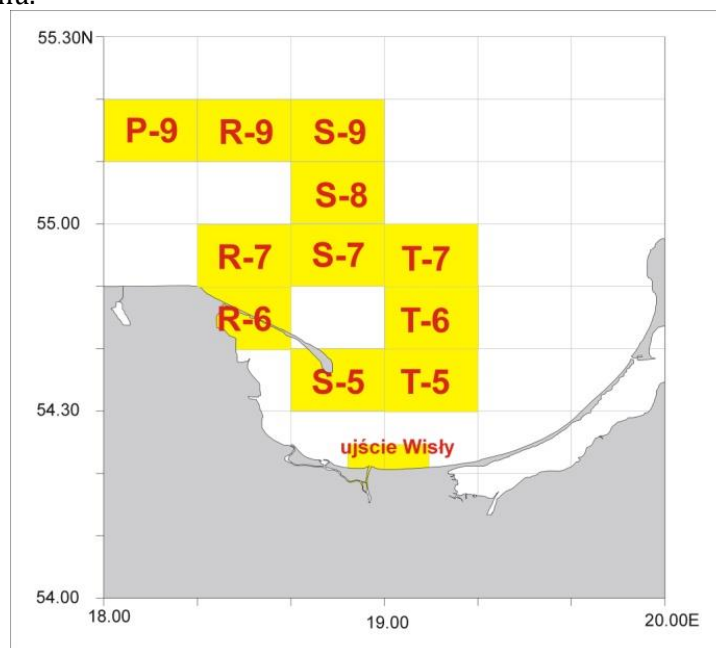 55.30N
P-9 R-9 S-9
S-8
55.00
R-7 S-7 T-7
R-6 T-6
S-5 T-5
54.30
ujście Wisły
54.00
18.00 19.00 20.00E